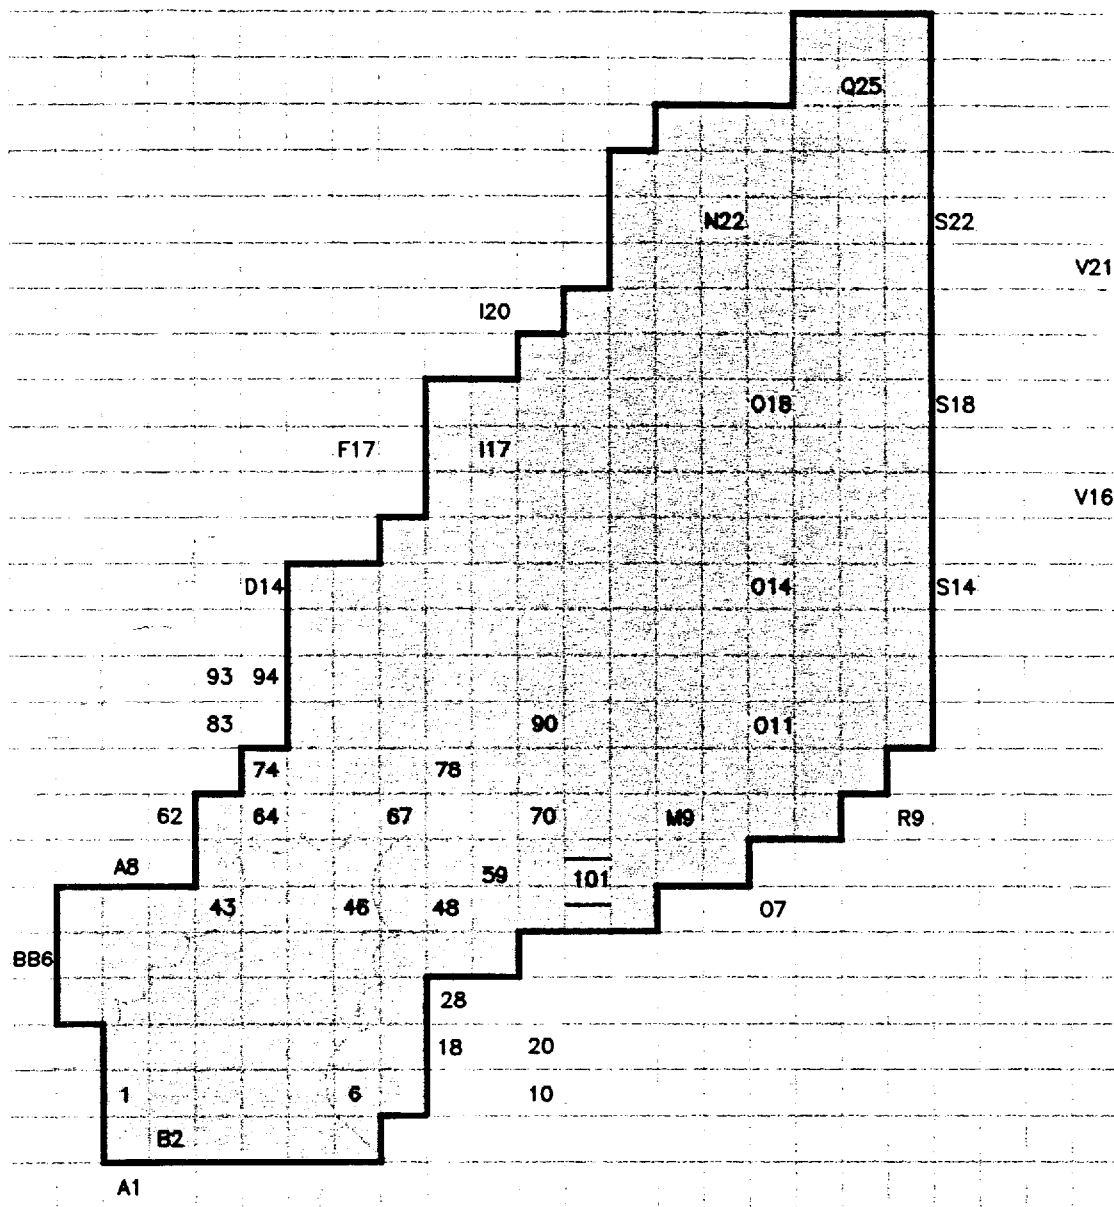 Q25
N22 S22
V21
I20
O18 S18
F17 I17
V16
D14 O14 S14
93 94
83 90 O11
74 78
62 64 67 70 M9 R9
A8 59 101
43 46 48 O7
BB6
28
18 20
1 6 10
B2
A1